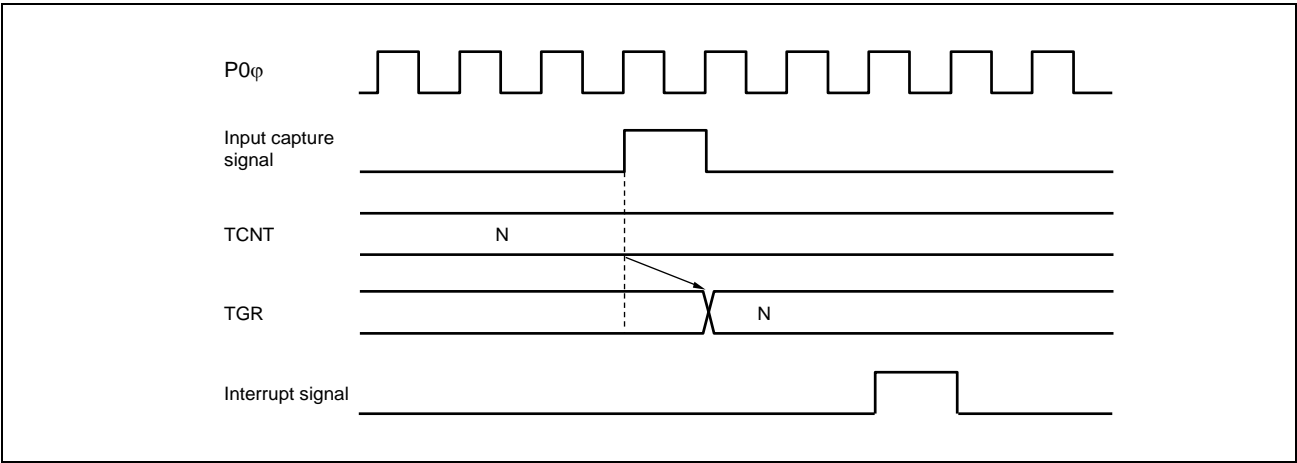 P0φ
Input capture
signal
TCNT
N
TGR
N
Interrupt signal